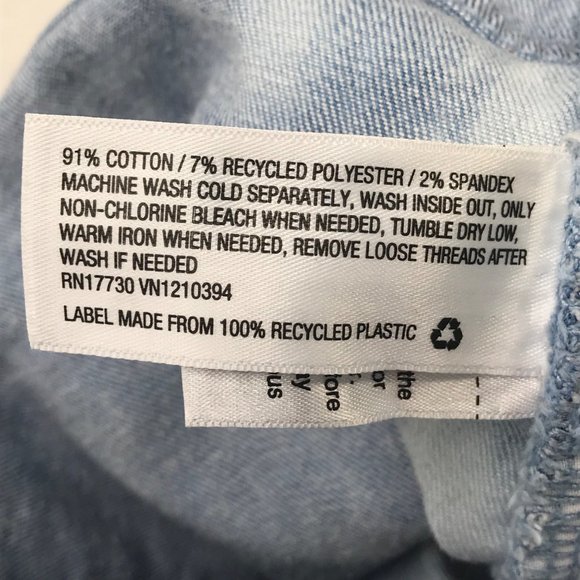 91% COTTON / 7% RECYCLED POLYESTER / 2% SPANDEX
MACHINE WASH COLD SEPARATELY, WASH INSIDE OUT, ONLY
NON-CHLORINE BLEACH WHEN NEEDED, TUMBLE DRY LOW,
WARM IRON WHEN NEEDED, REMOVE LOOSE THREADS AFTER
WASH IF NEEDED
RN17730 VN1210394
LABEL MADE FROM 100% RECYCLED PLASTIC
the
or